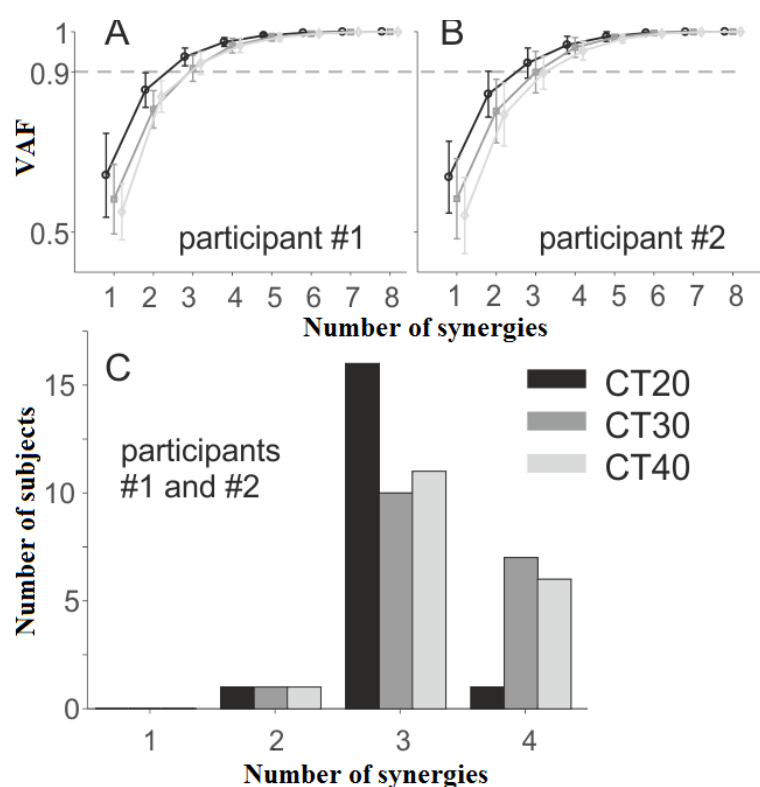 A
B
1
0.9
0.5
VAF
participant #1
participant #2
1 2 3 4 5 6 7 8
1 2 3 4 5 6 7 8
Number of synergies
C
15
10
5
0
Number of subjects
participants
#1 and #2
CT20
CT30
CT40
1 2 3 4
Number of synergies